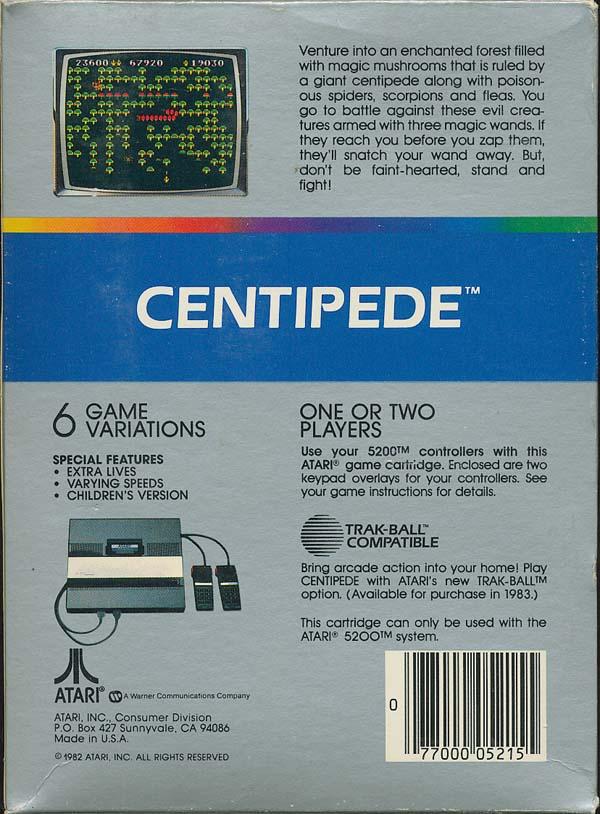 23600 67920 19030
Venture into an enchanted forest filled
with magic mushrooms that is ruled by
a giant centipede along with poison-
ous spiders, scorpions and fleas. You
go to battle against these evil crea-
tures armed with three magic wands. If
they reach you before you zap them,
they'll snatch your wand away. But,
don't be faint-hearted, stand and
fight!
CENTIPEDE™
6 GAME
VARIATIONS
SPECIAL FEATURES
• EXTRA LIVES
• VARYING SPEEDS
• CHILDREN'S VERSION
ONE OR TWO
PLAYERS
Use your 5200™ controllers with this
ATARI® game cartridge. Enclosed are two
keypad overlays for your controllers. See
your game instructions for details.
TRAK-BALL™
COMPATIBLE
Bring arcade action into your home! Play
CENTIPEDE with ATARI's new TRAK-BALL™
option. (Available for purchase in 1983.)
This cartridge can only be used with the
ATARI® 5200™ system.
ATARI® A Warner Communications Company
ATARI, INC., Consumer Division
P.O. Box 427 Sunnyvale, CA 94086
Made in U.S.A.
© 1982 ATARI, INC. ALL RIGHTS RESERVED
0 77000 05215